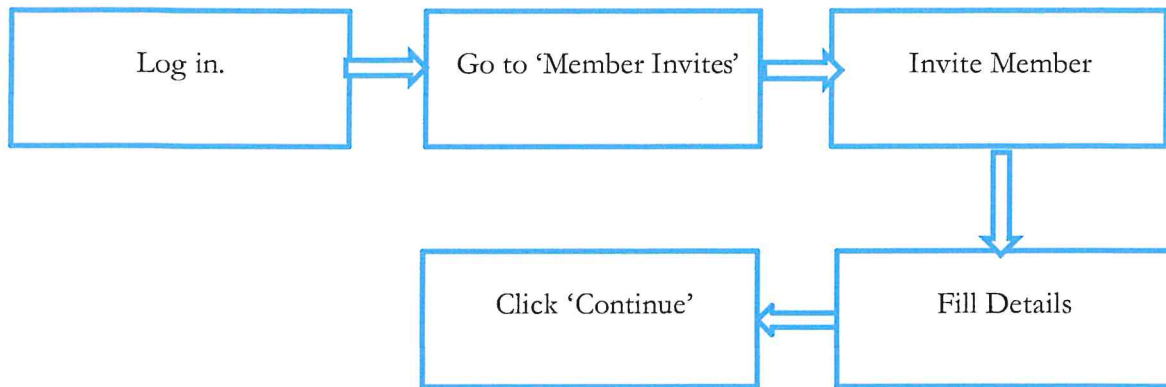 Log in.
Go to ‘Member Invites’
Invite Member
Fill Details
Click ‘Continue’